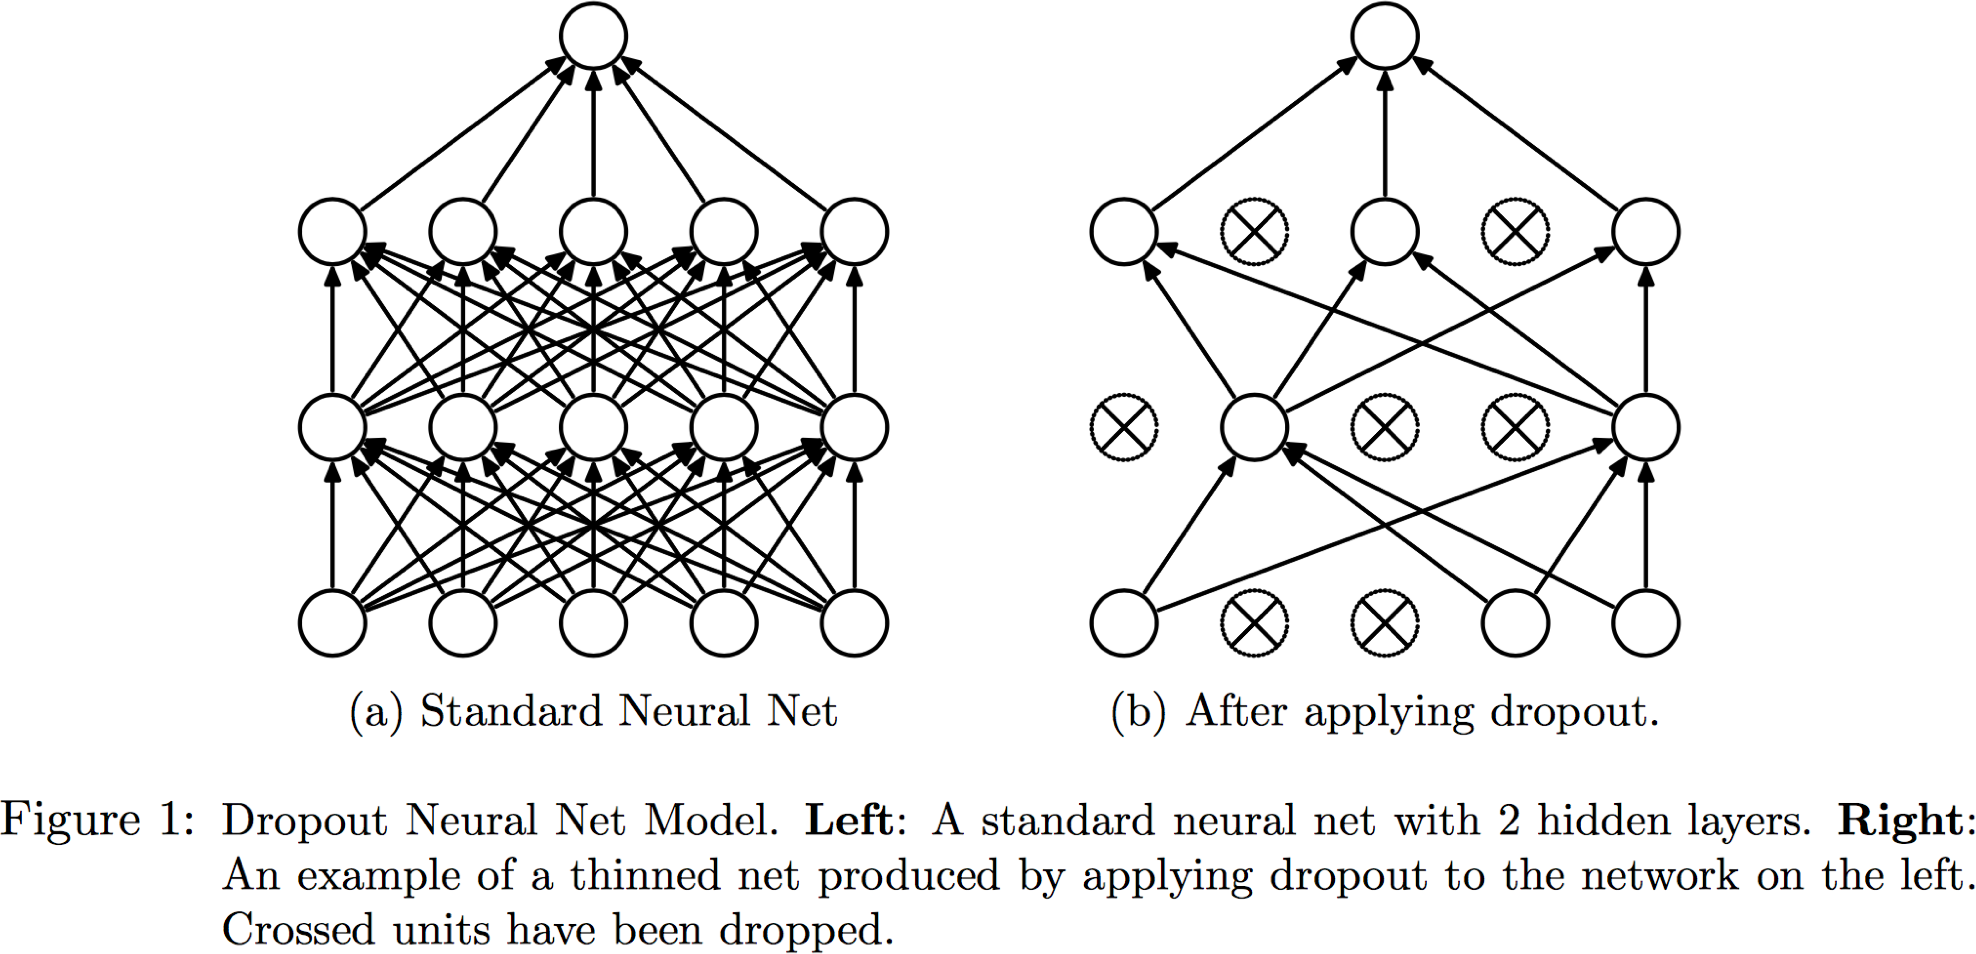 (a) Standard Neural Net
(b) After applying dropout.
Figure 1: Dropout Neural Net Model. Left: A standard neural net with 2 hidden layers. Right:
An example of a thinned net produced by applying dropout to the network on the left.
Crossed units have been dropped.